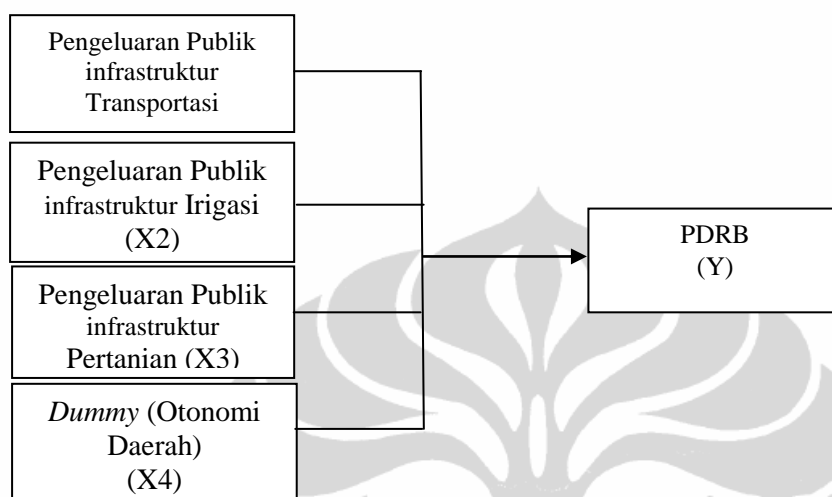 Pengeluaran Publik
infrastruktur
Transportasi
Pengeluaran Publik
infrastruktur Irigasi
(X2)
Pengeluaran Publik
infrastruktur
Pertanian (X3)
Dummy (Otonomi
Daerah)
(X4)
PDRB
(Y)